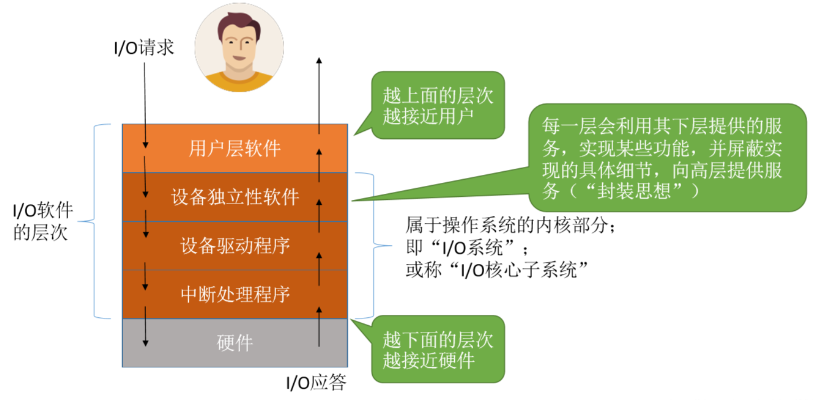 I/O请求
越上面的层次
越接近用户
每一层会利用其下层提供的服
务，实现某些功能，并屏蔽实
现的具体细节，向高层提供服
务（“封装思想”）
用户层软件
设备独立性软件
I/O软件
的层次
属于操作系统的内核部分；
即“I/O系统”；
或称“I/O核心子系统”
设备驱动程序
中断处理程序
硬件
越下面的层次
越接近硬件
I/O应答